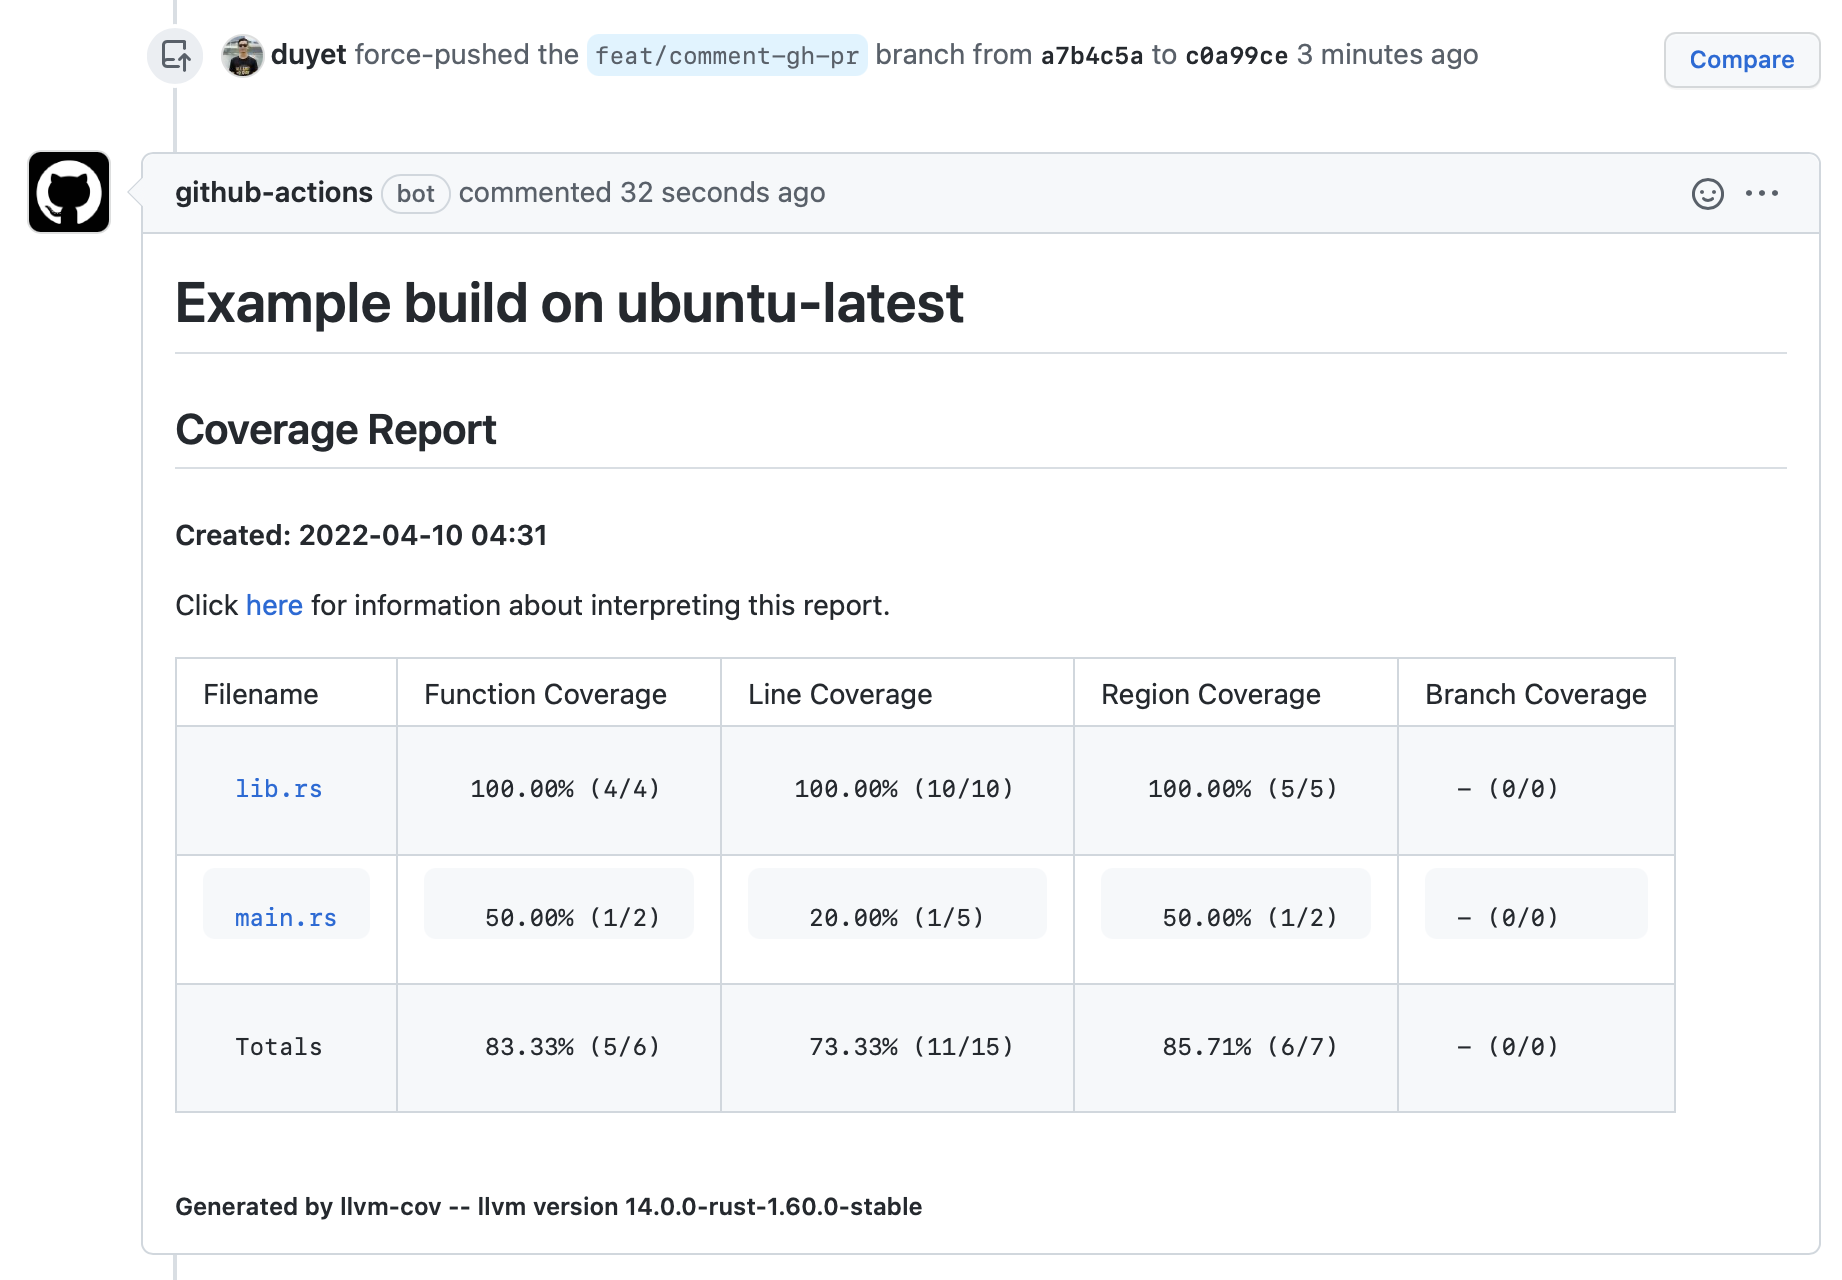 duyet force-pushed the feat/comment-gh-pr branch from a7b4c5a to c0a99ce 3 minutes ago
Compare
github-actions bot commented 32 seconds ago
Example build on ubuntu-latest
Coverage Report
Created: 2022-04-10 04:31
Click here for information about interpreting this report.
Filename Function Coverage Line Coverage Region Coverage Branch Coverage
lib.rs 100.00% (4/4) 100.00% (10/10) 100.00% (5/5) - (0/0)
main.rs 50.00% (1/2) 20.00% (1/5) 50.00% (1/2) - (0/0)
Totals 83.33% (5/6) 73.33% (11/15) 85.71% (6/7) - (0/0)
Generated by llvm-cov -- llvm version 14.0.0-rust-1.60.0-stable